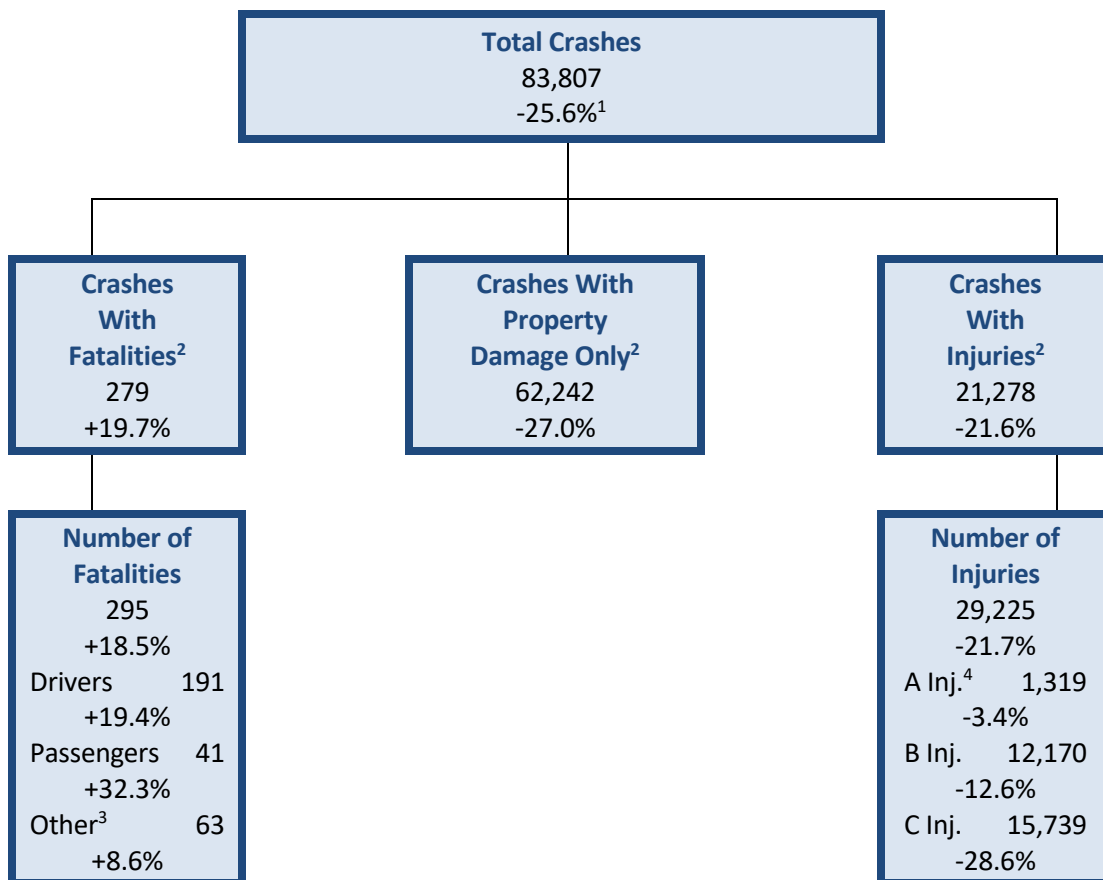 Total Crashes
83,807
-25.6%¹
Crashes
With
Fatalities²
279
+19.7%
Crashes With
Property
Damage Only²
62,242
-27.0%
Crashes
With
Injuries²
21,278
-21.6%
Number of
Fatalities
295
+18.5%
Drivers 191
+19.4%
Passengers 41
+32.3%
Other³ 63
+8.6%
Number of
Injuries
29,225
-21.7%
A Inj.⁴ 1,319
-3.4%
B Inj. 12,170
-12.6%
C Inj. 15,739
-28.6%